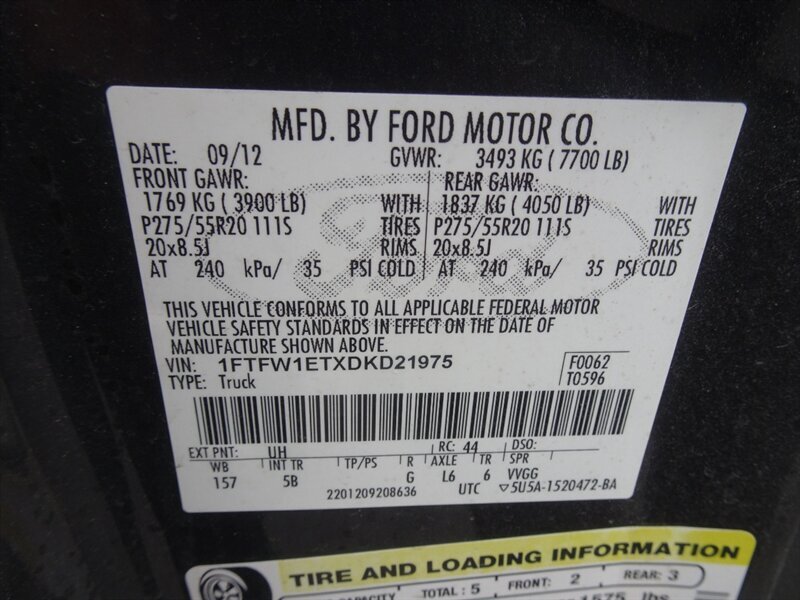 MFD. BY FORD MOTOR CO.
DATE: 09/12 GVWR: 3493 KG ( 7700 LB)
FRONT GAWR: REAR GAWR:
1769 KG ( 3900 LB) WITH 1837 KG ( 4050 LB) WITH
P275/55R20 111S TIRES P275/55R20 111S TIRES
20x8.5J RIMS 20x8.5J RIMS
AT 240 kPa/ 35 PSI COLD AT 240 kPa/ 35 PSI COLD
THIS VEHICLE CONFORMS TO ALL APPLICABLE FEDERAL MOTOR
VEHICLE SAFETY STANDARDS IN EFFECT ON THE DATE OF
MANUFACTURE SHOWN ABOVE.
VIN: 1FTFW1ETXDKD21975 F0062
TYPE: Truck T0596
EXT PNT: UH RC: 44 DSO:
WB INT TR TP/PS R AXLE TR SPR
157 5B G L6 6 VVGG
2201209208636 UTC ▽5U5A-1520472-BA
TIRE AND LOADING INFORMATION
CAPACITY TOTAL : 5 FRONT: 2 REAR: 3
1575 lbs